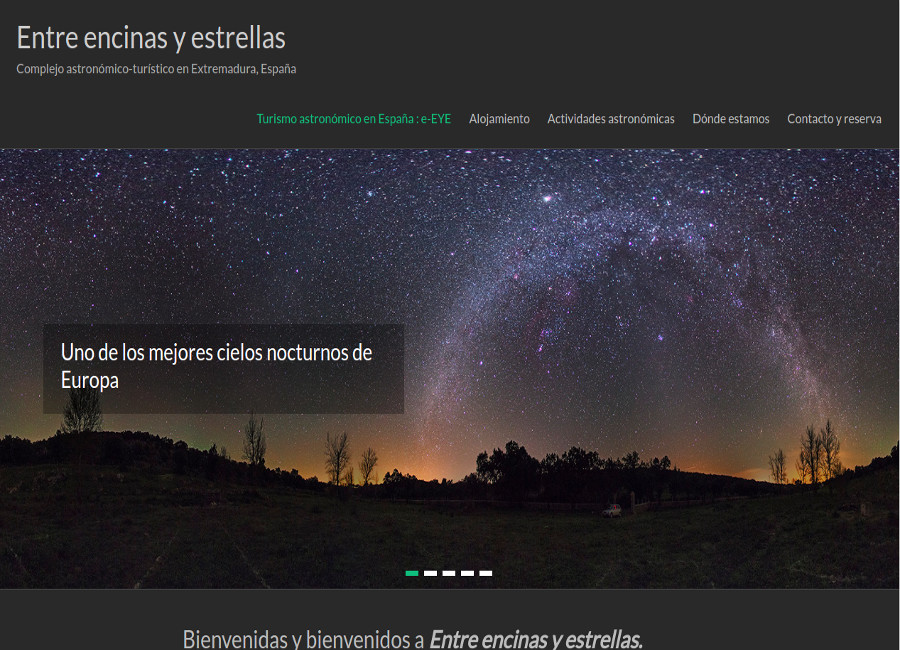 Entre encinas y estrellas
Complejo astronómico-turístico en Extremadura, España
Turismo astronómico en España : e-EYE Alojamiento Actividades astronómicas Dónde estamos Contacto y reserva
Uno de los mejores cielos nocturnos de
Europa
Bienvenidas y bienvenidos a Entre encinas y estrellas.